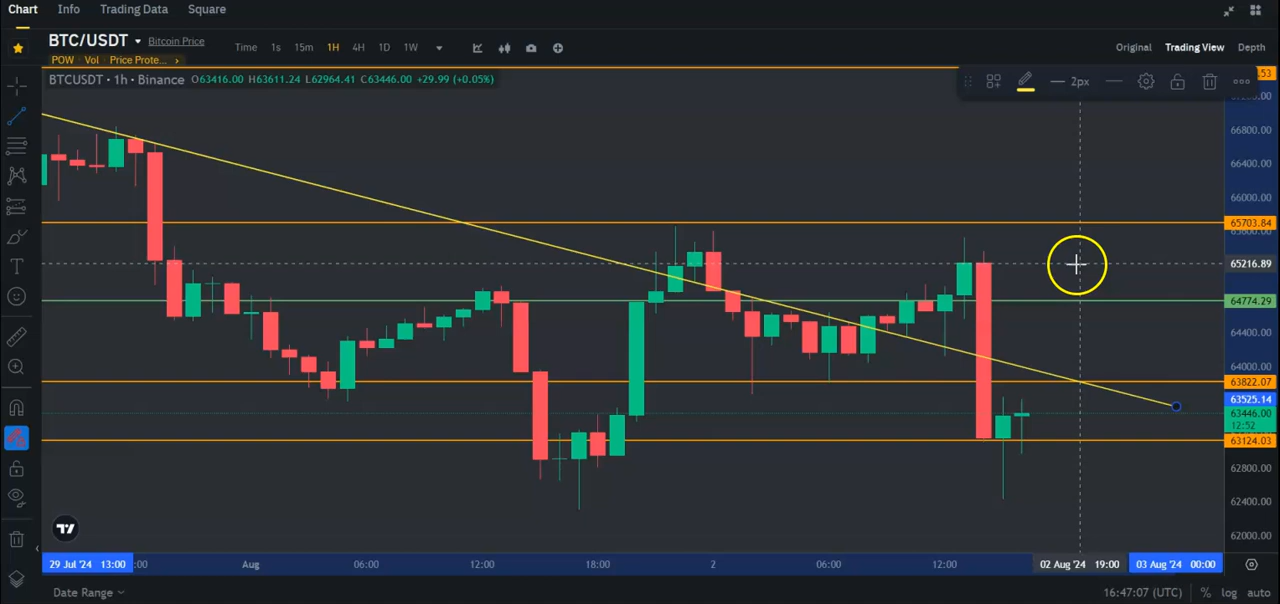 Chart Info Trading Data Square
BTC/USDT Bitcoin Price Time 1s 15m 1H 4H 1D 1W Original Trading View Depth
POW · Vol · Price Prote... ›
BTCUSDT · 1h · Binance O63416.00 H63611.24 L62964.41 C63446.00 +29.99 (+0.05%)
2px
.53
66800.00
66400.00
66000.00
65703.84
65216.89
64774.29
64400.00
64000.00
63822.07
63525.14
63446.00
12:52
63124.03
62800.00
62400.00
62000.00
29 Jul '24 13:00 :00 Aug 06:00 12:00 18:00 2 06:00 12:00 02 Aug '24 19:00 03 Aug '24 00:00
Date Range 16:47:07 (UTC) % log auto